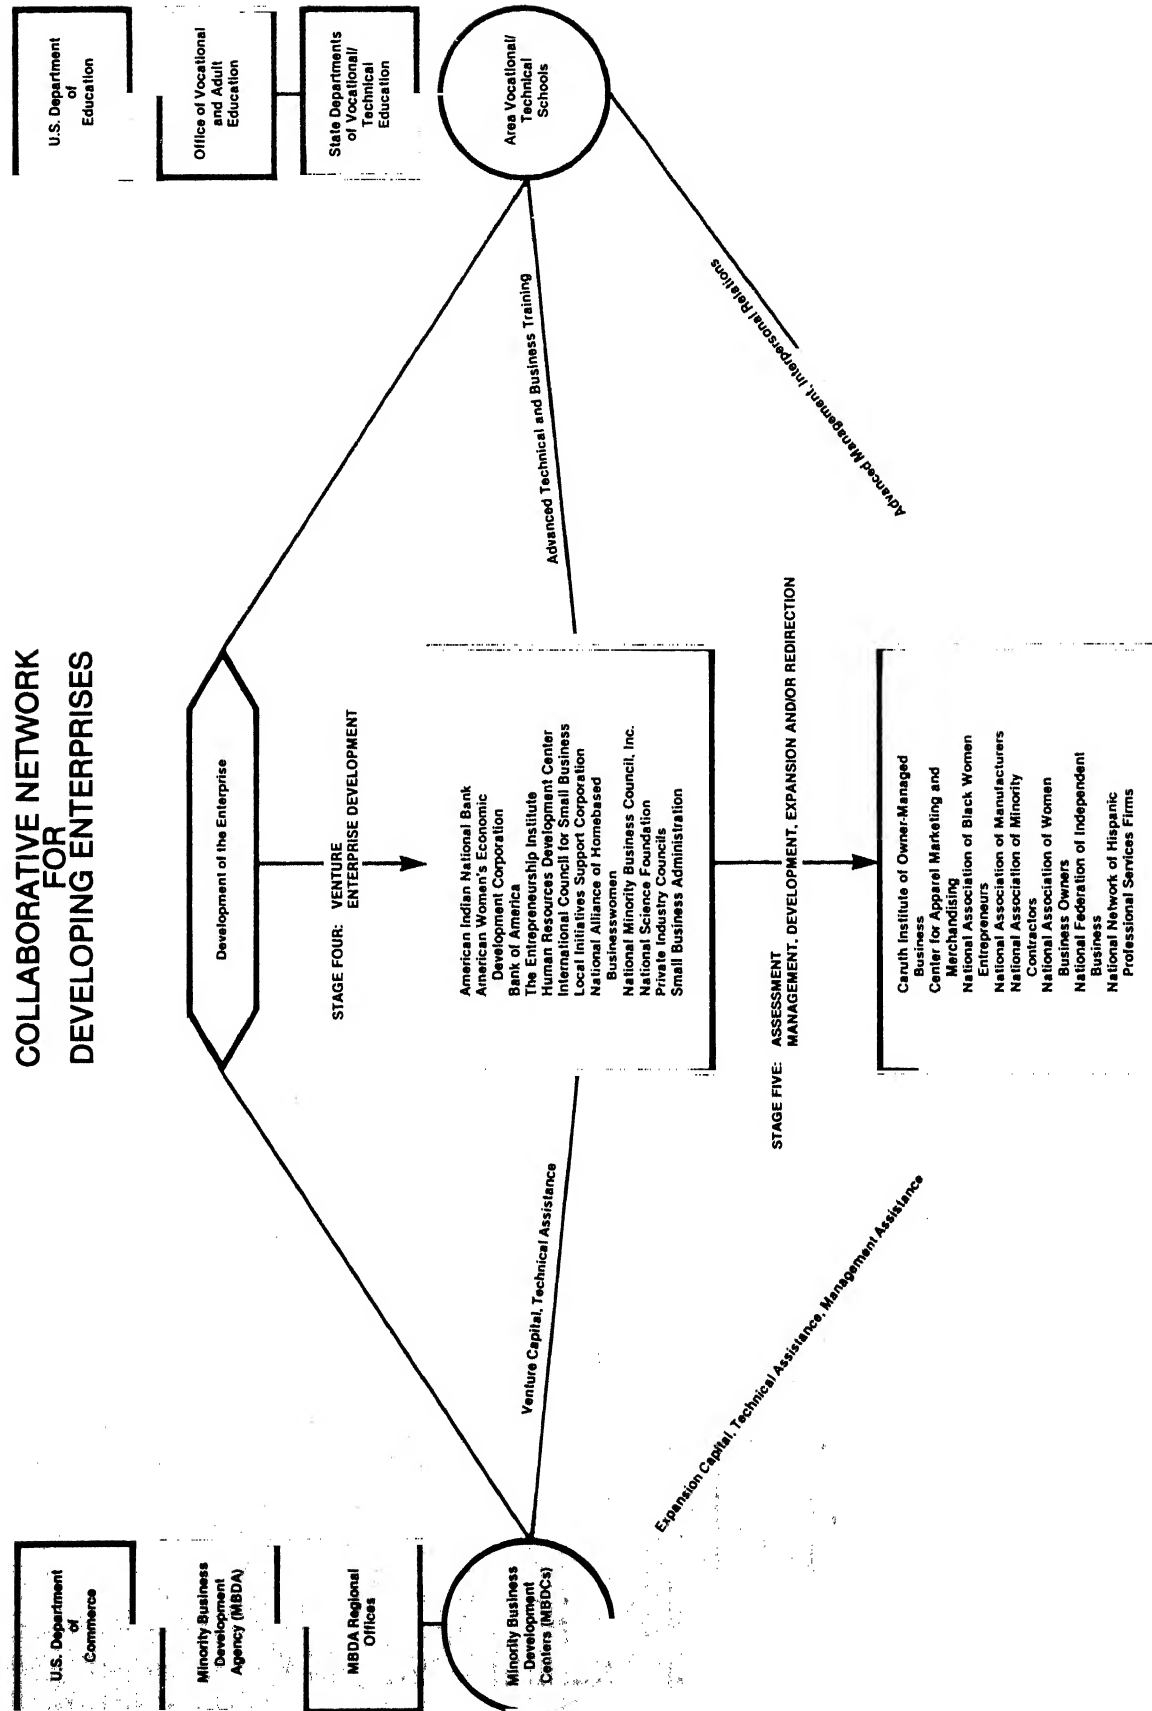 COLLABORATIVE NETWORK
FOR
DEVELOPING ENTERPRISES
U.S. Department
of
Commerce
Minority Business
Development
Agency (MBDA)
MBDA Regional
Offices
Minority Business
Development
Centers (MBDCs)
U.S. Department
of
Education
Office of Vocational
and Adult
Education
State Departments
of Vocational/
Technical
Education
Area Vocational/
Technical
Schools
Development of the Enterprise
STAGE FOUR: VENTURE
ENTERPRISE DEVELOPMENT
Venture Capital, Technical Assistance
American Indian National Bank
American Women's Economic
Development Corporation
Bank of America
The Entrepreneurship Institute
Human Resources Development Center
International Council for Small Business
Local Initiatives Support Corporation
National Alliance of Homebased
Businesswomen
National Minority Business Council, Inc.
National Science Foundation
Private Industry Councils
Small Business Administration
Advanced Technical and Business Training
STAGE FIVE: ASSESSMENT
MANAGEMENT, DEVELOPMENT, EXPANSION AND/OR REDIRECTION
Expansion Capital, Technical Assistance, Management Assistance
Caruth Institute of Owner-Managed
Business
Center for Apparel Marketing and
Merchandising
National Association of Black Women
Entrepreneurs
National Association of Manufacturers
National Association of Minority
Contractors
National Association of Women
Business Owners
National Federation of Independent
Business
National Network of Hispanic
Professional Services Firms
Advanced Management, Interpersonal Relations